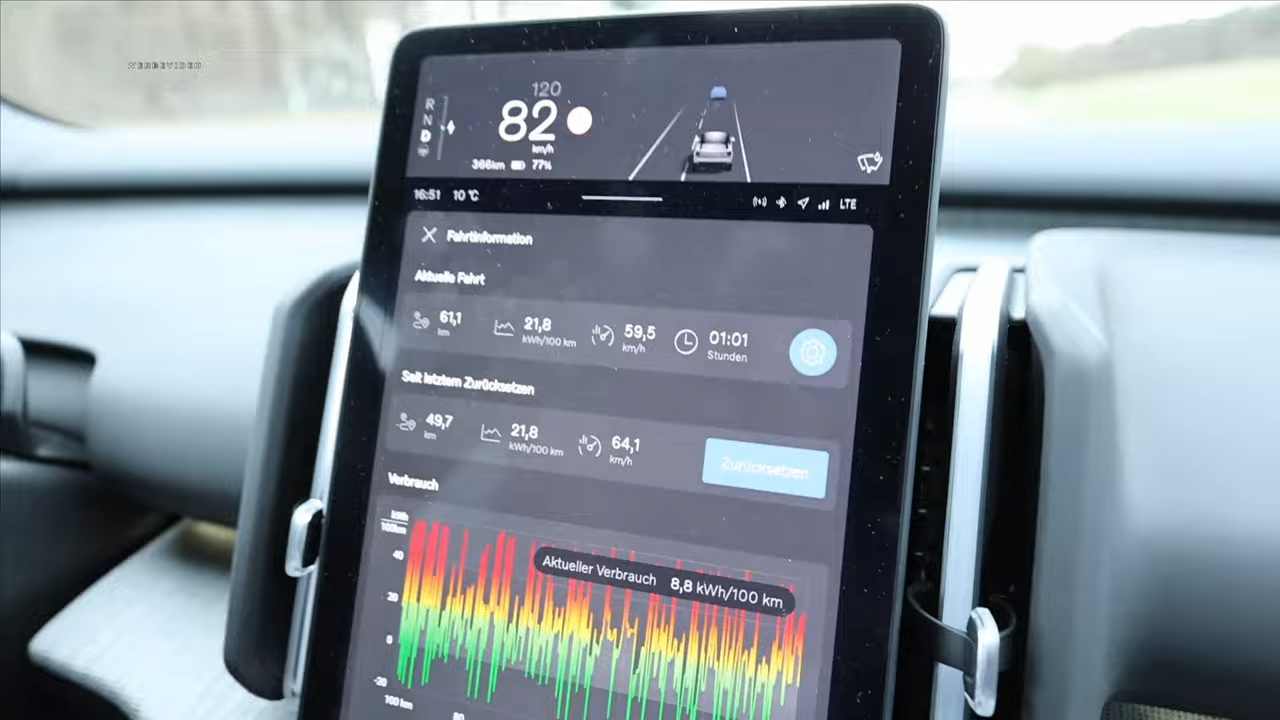 WERBEVIDEO
120
R
N
D
82
km/h
366km 77%
16:51 10 °C LTE
Fahrtinformation
Aktuelle Fahrt
61,1 km
21,8 kWh/100 km
59,5 km/h
01:01 Stunden
Seit letztem Zurücksetzen
49,7 km
21,8 kWh/100 km
64,1 km/h
Zurücksetzen
Verbrauch
kWh
100km
Aktueller Verbrauch 8,8 kWh/100 km
40
20
0
-20
100 km
80